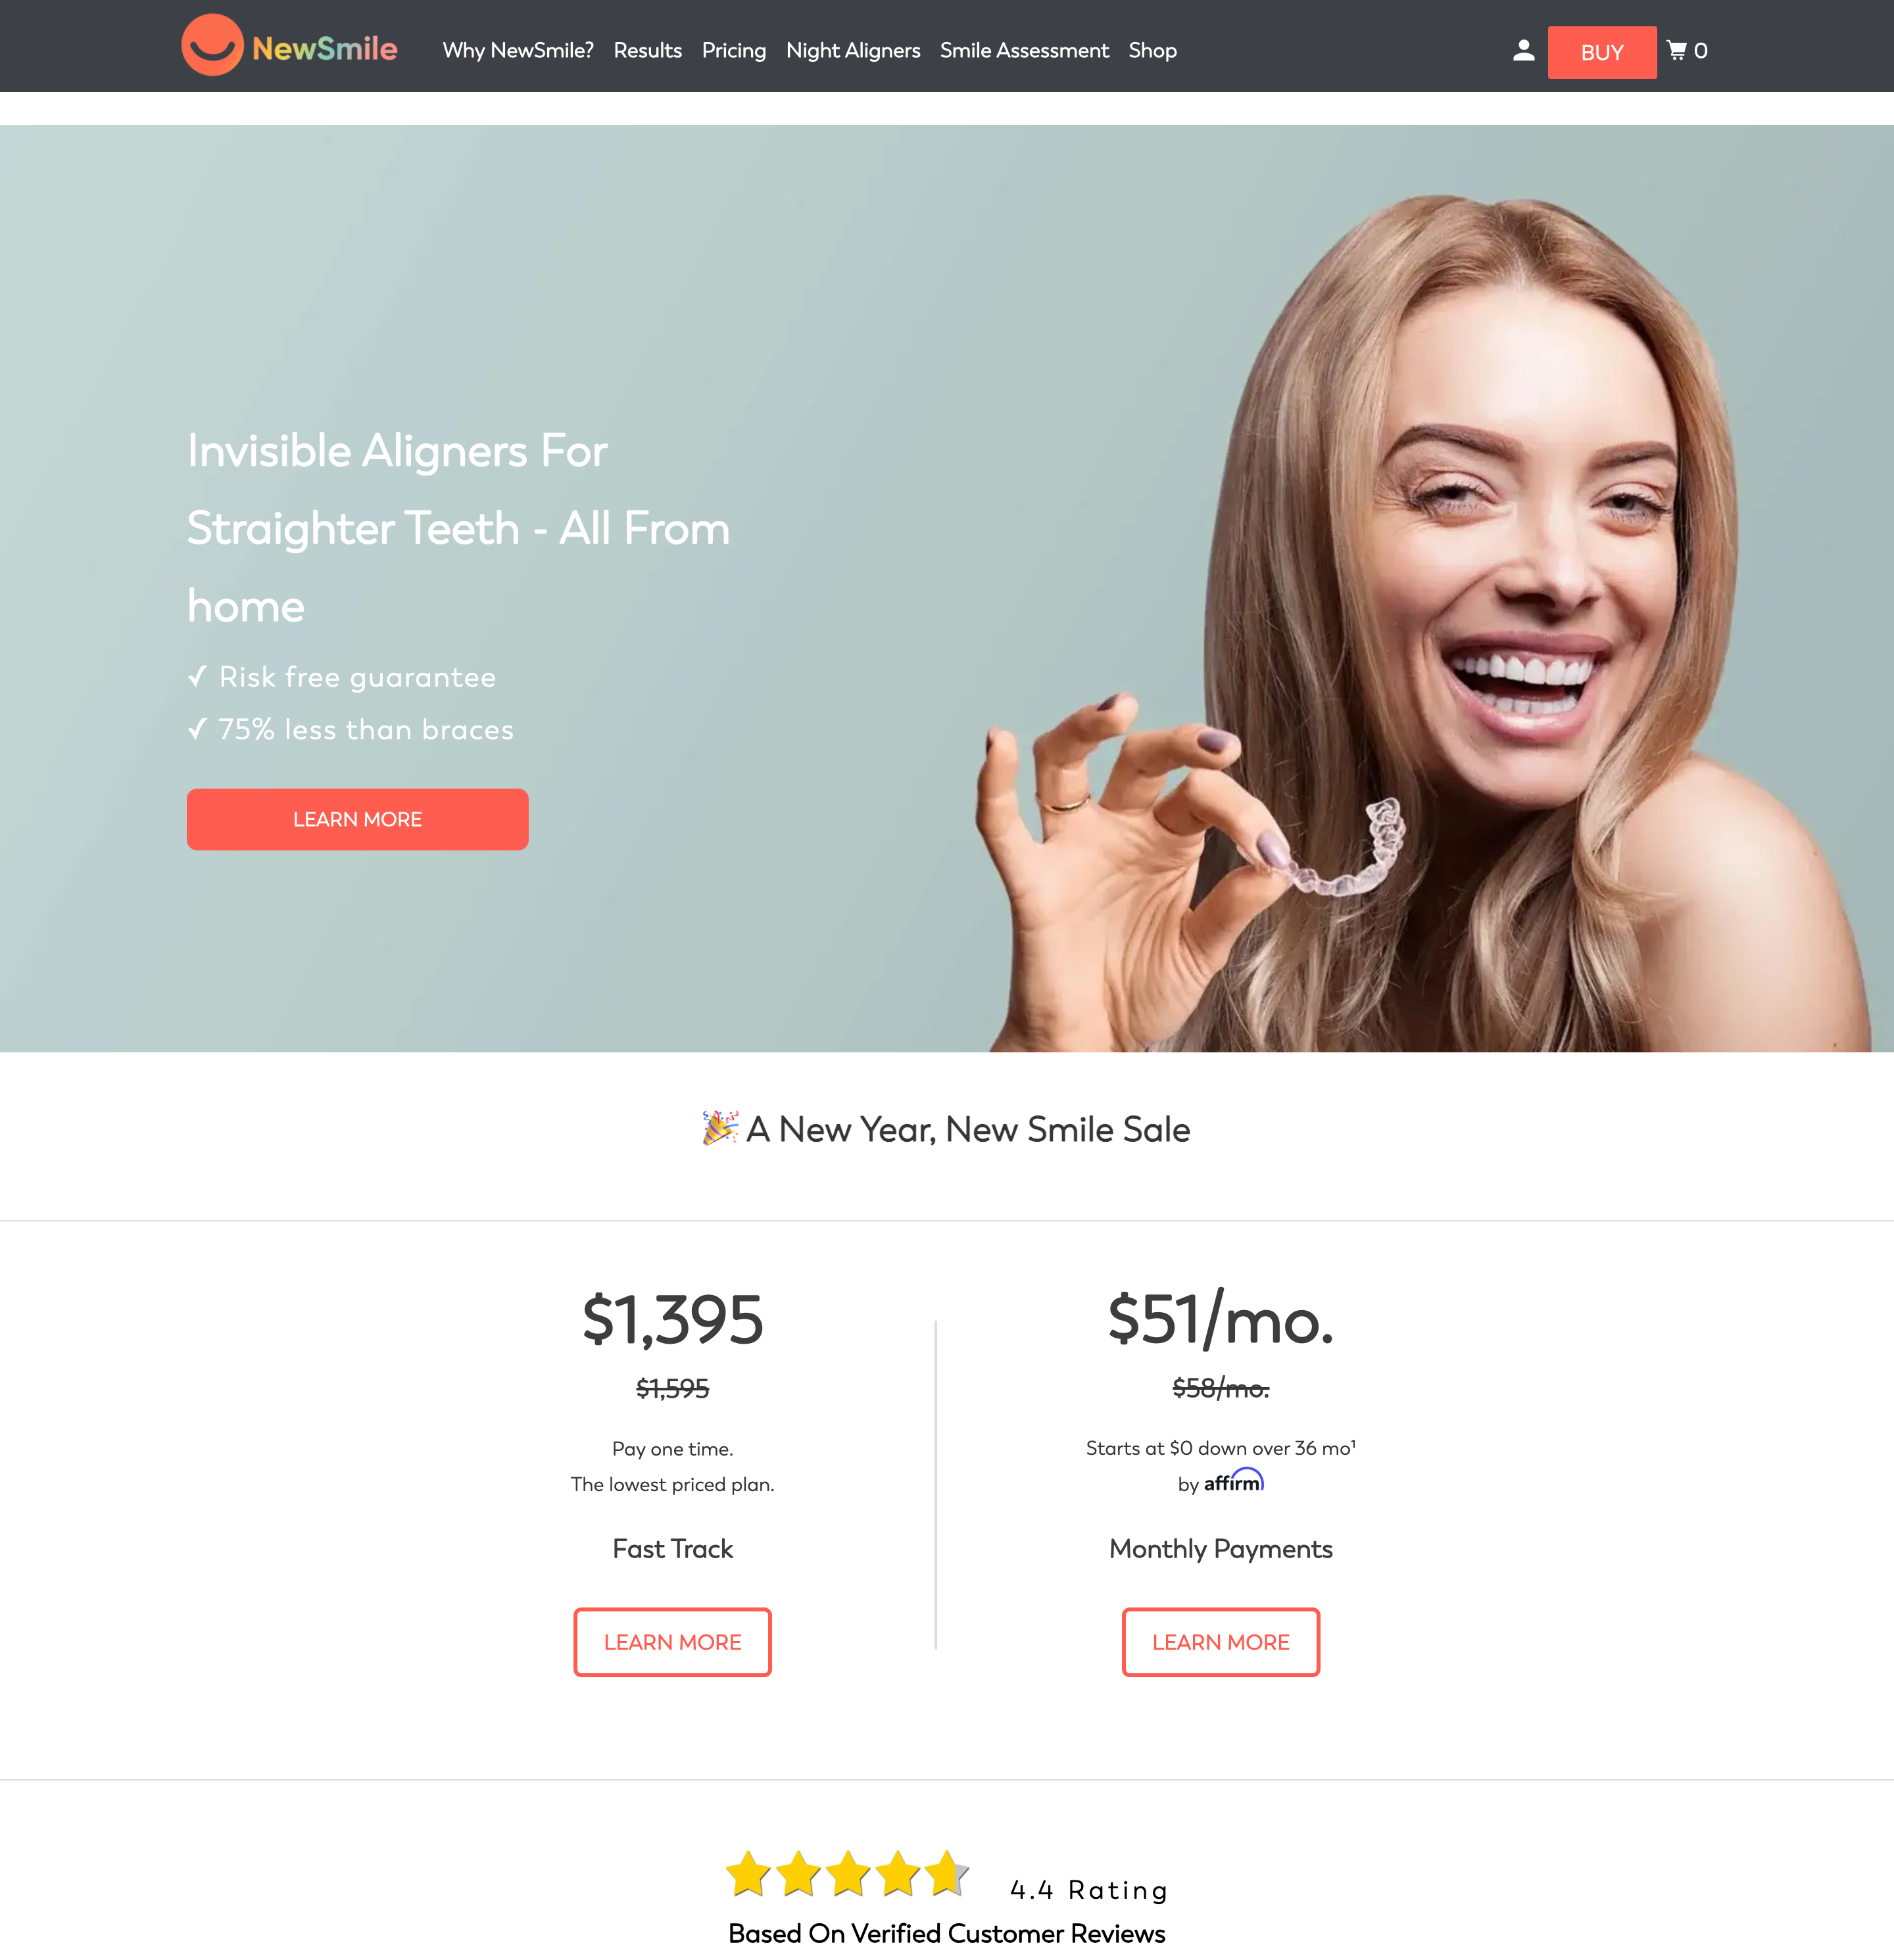 NewSmile
Why NewSmile? Results Pricing Night Aligners Smile Assessment Shop
BUY
0
Invisible Aligners For
Straighter Teeth - All From
home
✓ Risk free guarantee
✓ 75% less than braces
LEARN MORE
🎉 A New Year, New Smile Sale
$1,395
$1,595
Pay one time.
The lowest priced plan.
Fast Track
LEARN MORE
$51/mo.
$58/mo.
Starts at $0 down over 36 mo¹
by affirm
Monthly Payments
LEARN MORE
4.4 Rating
Based On Verified Customer Reviews